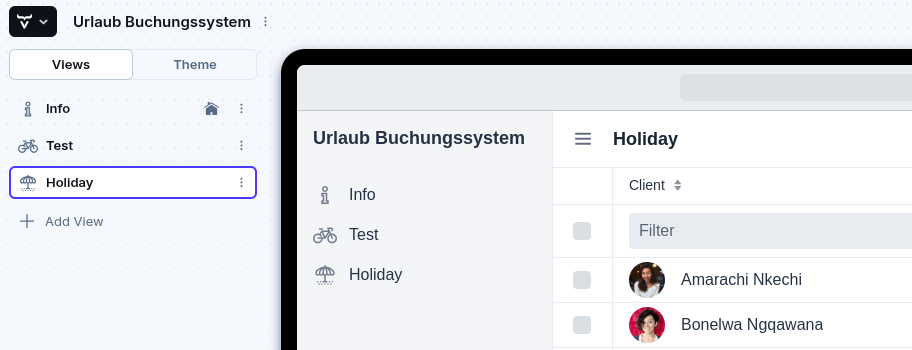 Urlaub Buchungssystem
Views
Theme
Info
Test
Holiday
Add View
Urlaub Buchungssystem
Info
Test
Holiday
Holiday
Client
Filter
Amarachi Nkechi
Bonelwa Ngqawana